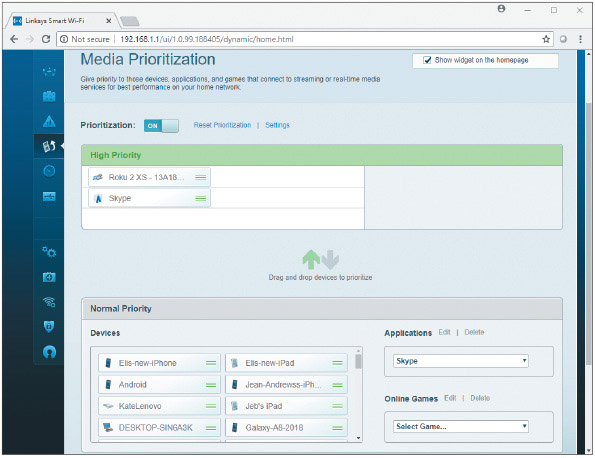 Linksys Smart Wi-Fi
Not secure | 192.168.1.1/ui/1.0.99.188405/dynamic/home.html
Media Prioritization
Show widget on the homepage
Give priority to those devices, applications, and games that connect to streaming or real-time media
services for best performance on your home network.
Prioritization: ON Reset Prioritization | Settings
High Priority
Roku 2 XS - 13A18...
Skype
Drag and drop devices to prioritize
Normal Priority
Devices
Elis-new-iPhone
Elis-new-iPad
Android
Jean-Andrewss-iPh...
KateLenovo
Jeb's iPad
DESKTOP-SIN6A3K
Galaxy-A8-2018
Applications Edit | Delete
Skype
Online Games Edit | Delete
Select Game...